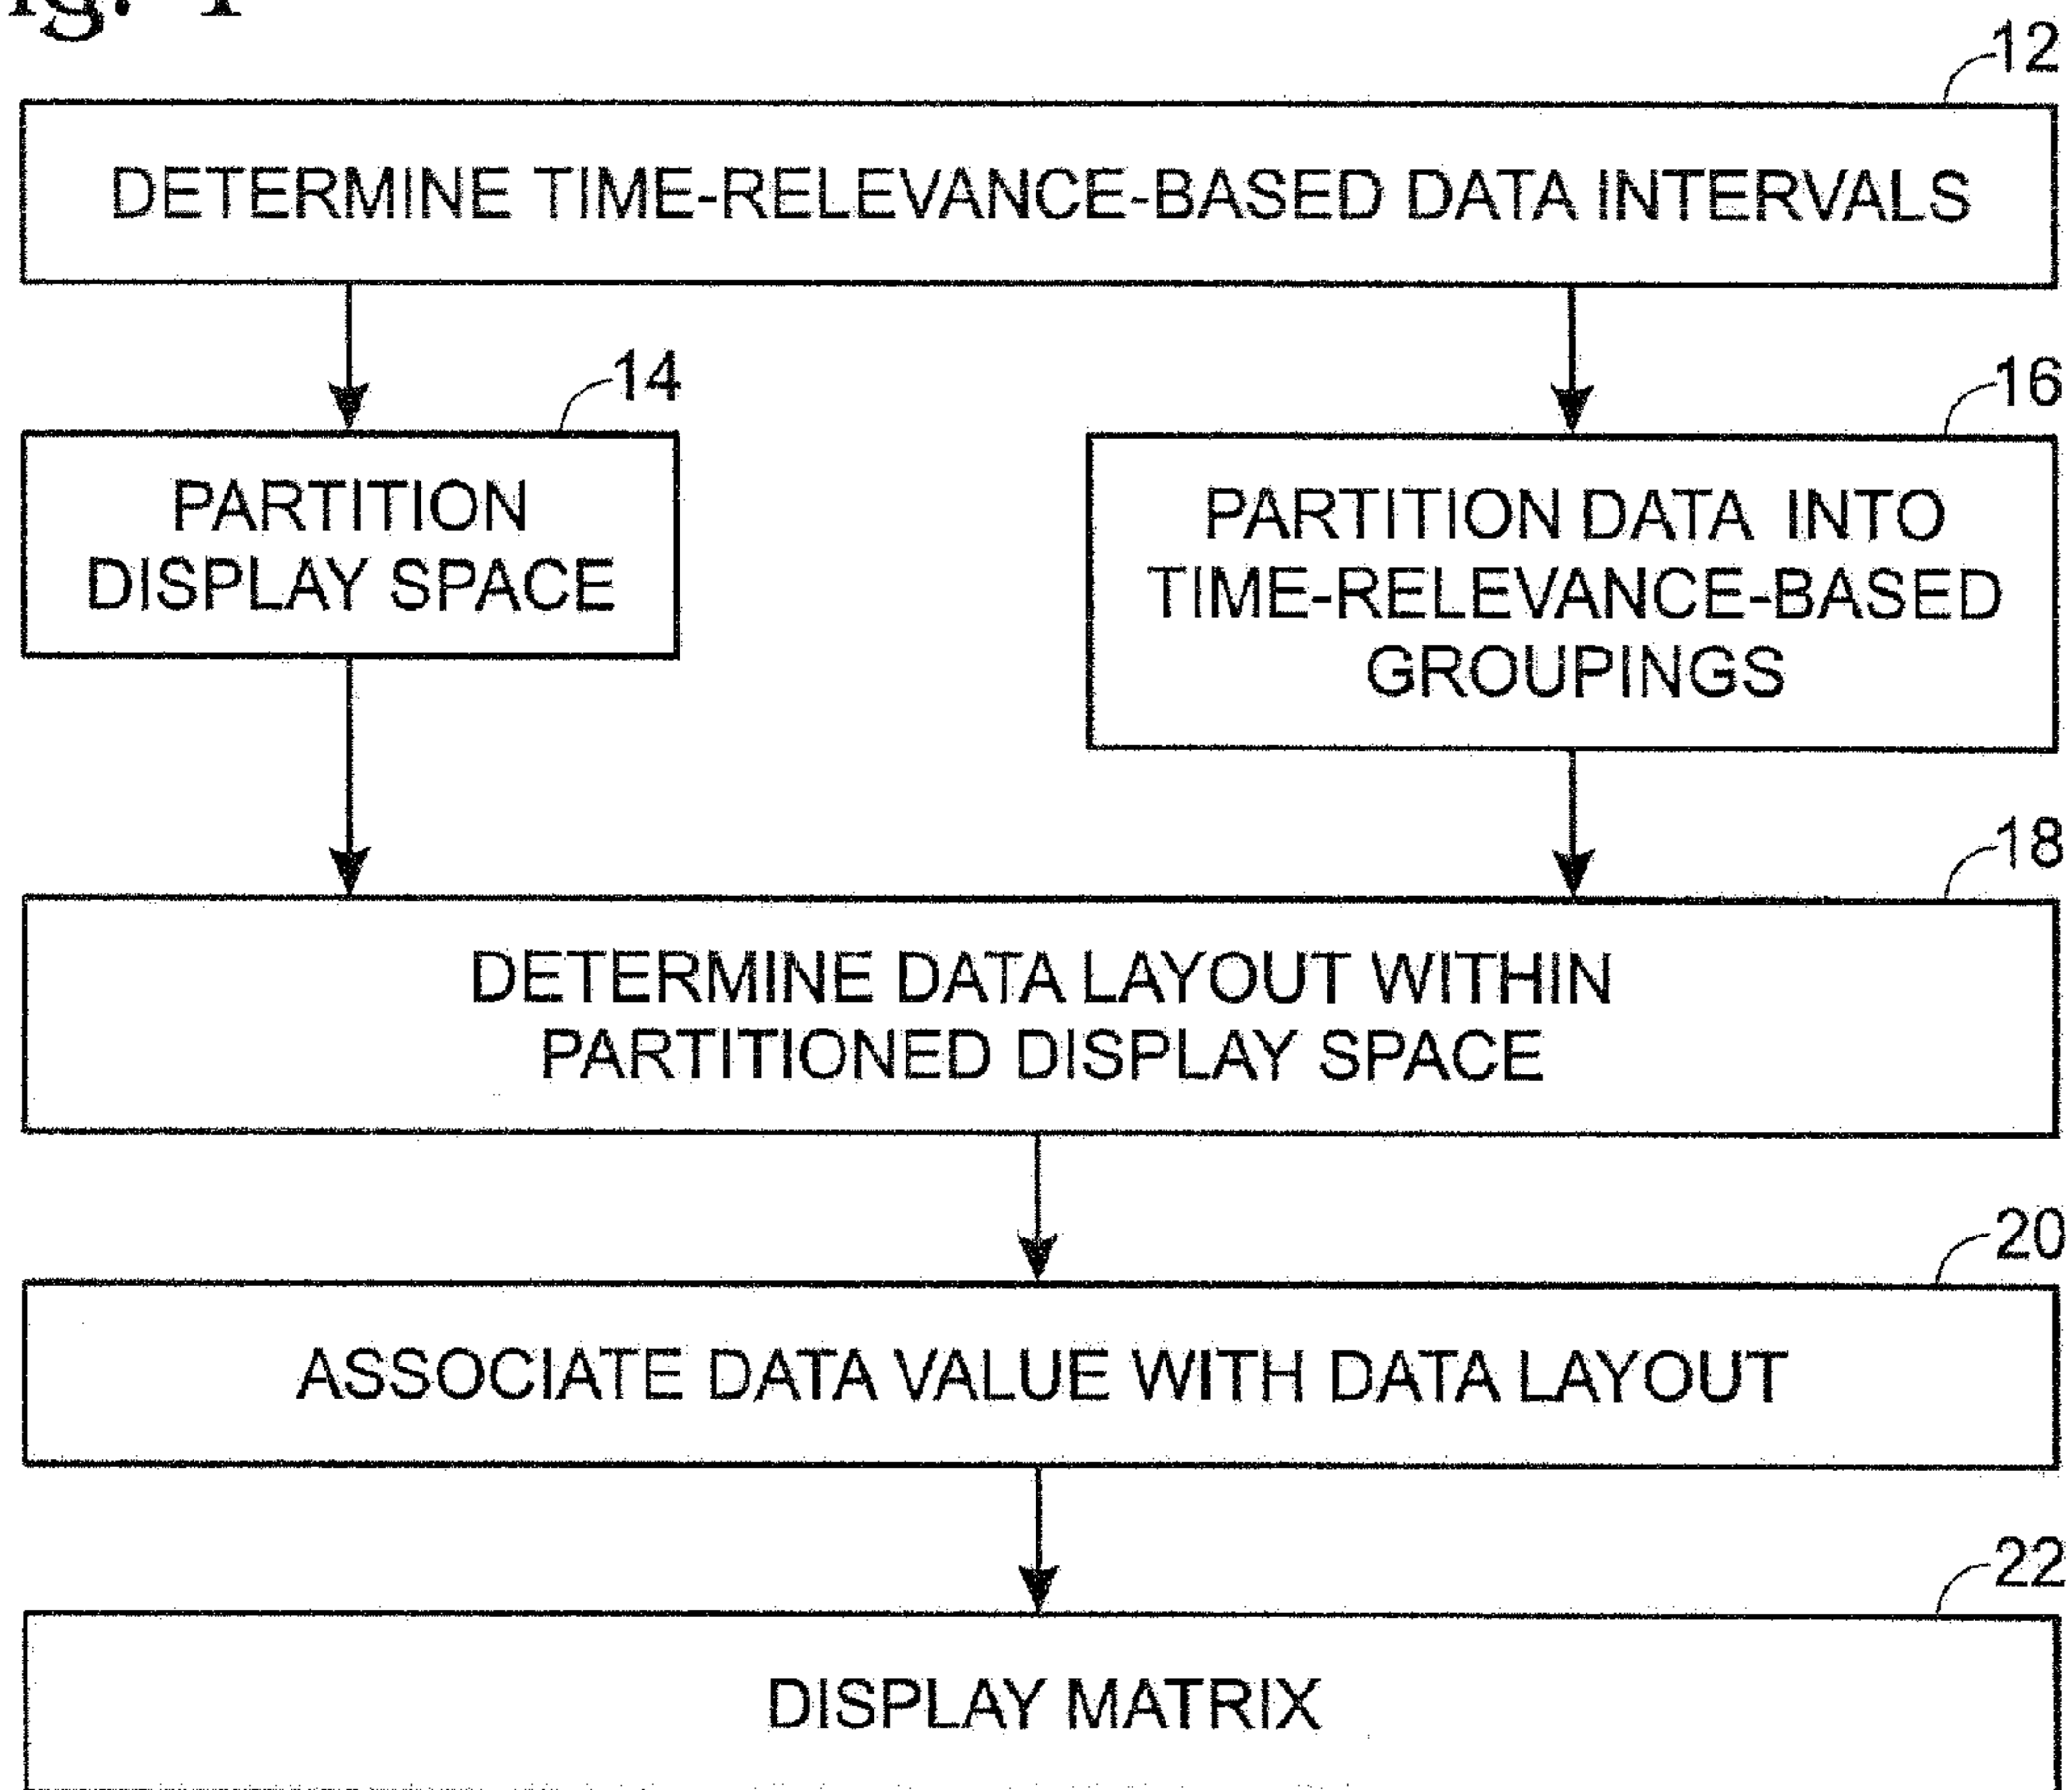 12
DETERMINE TIME-RELEVANCE-BASED DATA INTERVALS
14
16
PARTITION
DISPLAY SPACE
PARTITION DATA INTO
TIME-RELEVANCE-BASED
GROUPINGS
18
DETERMINE DATA LAYOUT WITHIN
PARTITIONED DISPLAY SPACE
20
ASSOCIATE DATA VALUE WITH DATA LAYOUT
22
DISPLAY MATRIX